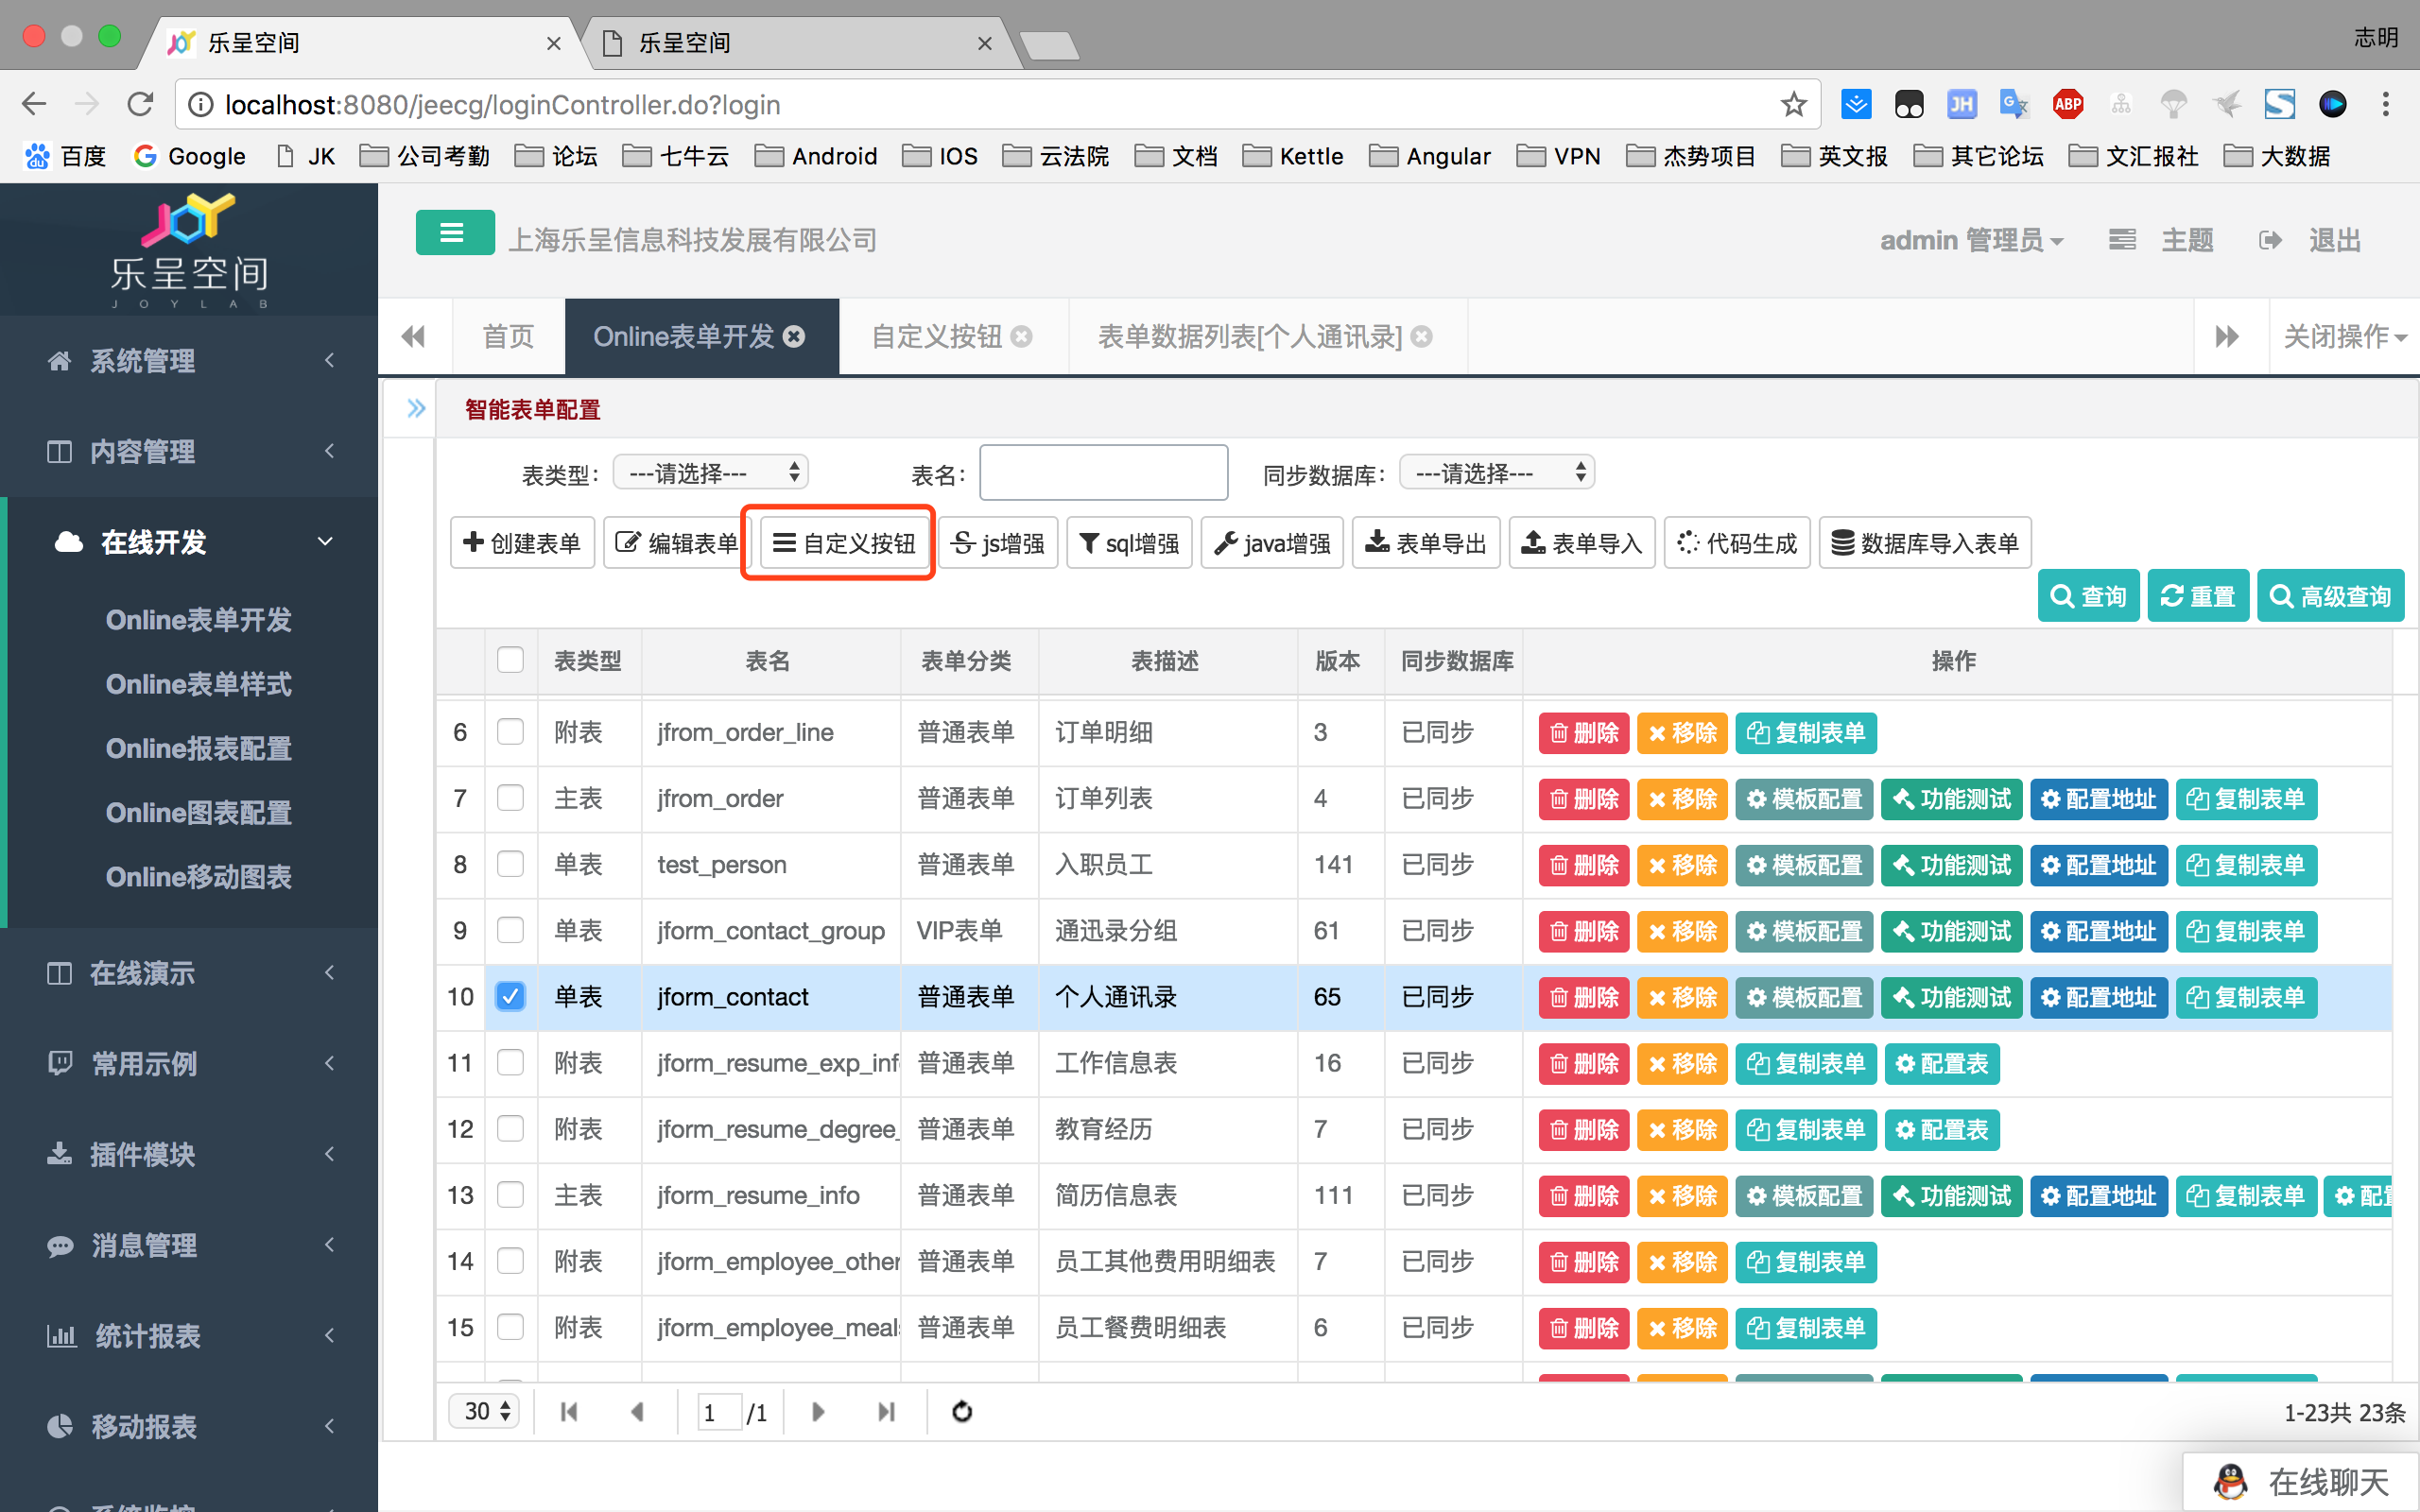 乐呈空间
乐呈空间
志明
localhost:8080/jeecg/loginController.do?login
JH
ABP
百度 Google JK 公司考勤 论坛 七牛云 Android IOS 云法院 文档 Kettle Angular VPN 杰势项目 英文报 其它论坛 文汇报社 大数据
乐呈空间
JOYLAB
上海乐呈信息科技发展有限公司
admin 管理员 主题 退出
首页 Online表单开发 自定义按钮 表单数据列表[个人通讯录] 关闭操作
系统管理
内容管理
在线开发
Online表单开发
Online表单样式
Online报表配置
Online图表配置
Online移动图表
在线演示
常用示例
插件模块
消息管理
统计报表
移动报表
智能表单配置
表类型： ---请选择--- 表名： 同步数据库： ---请选择---
创建表单 编辑表单 自定义按钮 js增强 sql增强 java增强 表单导出 表单导入 代码生成 数据库导入表单
查询 重置 高级查询
表类型 表名 表单分类 表描述 版本 同步数据库 操作
6 附表 jfrom_order_line 普通表单 订单明细 3 已同步 删除 移除 复制表单
7 主表 jfrom_order 普通表单 订单列表 4 已同步 删除 移除 模板配置 功能测试 配置地址 复制表单
8 单表 test_person 普通表单 入职员工 141 已同步 删除 移除 模板配置 功能测试 配置地址 复制表单
9 单表 jform_contact_group VIP表单 通迅录分组 61 已同步 删除 移除 模板配置 功能测试 配置地址 复制表单
10 单表 jform_contact 普通表单 个人通讯录 65 已同步 删除 移除 模板配置 功能测试 配置地址 复制表单
11 附表 jform_resume_exp_inf 普通表单 工作信息表 16 已同步 删除 移除 复制表单 配置表
12 附表 jform_resume_degree_ 普通表单 教育经历 7 已同步 删除 移除 复制表单 配置表
13 主表 jform_resume_info 普通表单 简历信息表 111 已同步 删除 移除 模板配置 功能测试 配置地址 复制表单 配置
14 附表 jform_employee_other 普通表单 员工其他费用明细表 7 已同步 删除 移除 复制表单
15 附表 jform_employee_meals 普通表单 员工餐费明细表 6 已同步 删除 移除 复制表单
30 1 /1 1-23共 23条
在线聊天